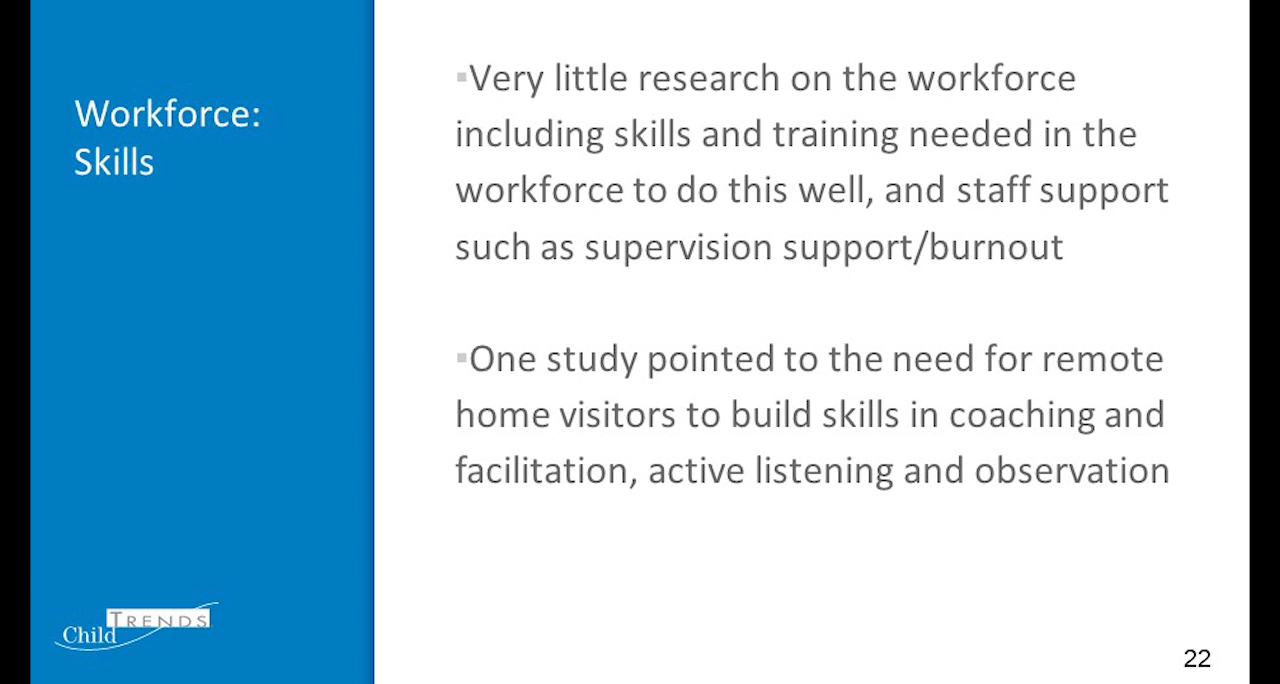 Workforce:
Skills
▪Very little research on the workforce
including skills and training needed in the
workforce to do this well, and staff support
such as supervision support/burnout
▪One study pointed to the need for remote
home visitors to build skills in coaching and
facilitation, active listening and observation
TRENDS
Child
22